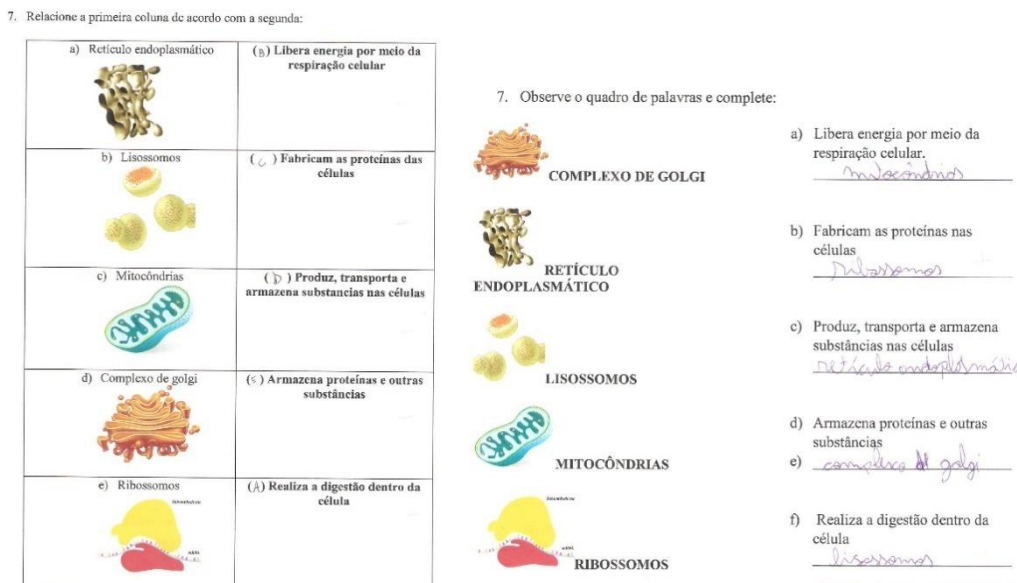 7. Relacione a primeira coluna de acordo com a segunda:
a) Retículo endoplasmático
(B) Libera energia por meio da
respiração celular
b) Lisossomos
( C ) Fabricam as proteínas das
células
c) Mitocôndrias
( D ) Produz, transporta e
armazena substancias nas células
d) Complexo de golgi
( ) Armazena proteínas e outras
substâncias
e) Ribossomos
(A) Realiza a digestão dentro da
célula
7. Observe o quadro de palavras e complete:
COMPLEXO DE GOLGI
RETÍCULO
ENDOPLASMÁTICO
LISOSSOMOS
MITOCÔNDRIAS
RIBOSSOMOS
a) Libera energia por meio da
respiração celular.
mitocôndrias
b) Fabricam as proteínas nas
células
ribossomos
c) Produz, transporta e armazena
substâncias nas células
retículo endoplasmátic
d) Armazena proteínas e outras
substâncias
e) complexo de golgi
f) Realiza a digestão dentro da
célula
lisossomos